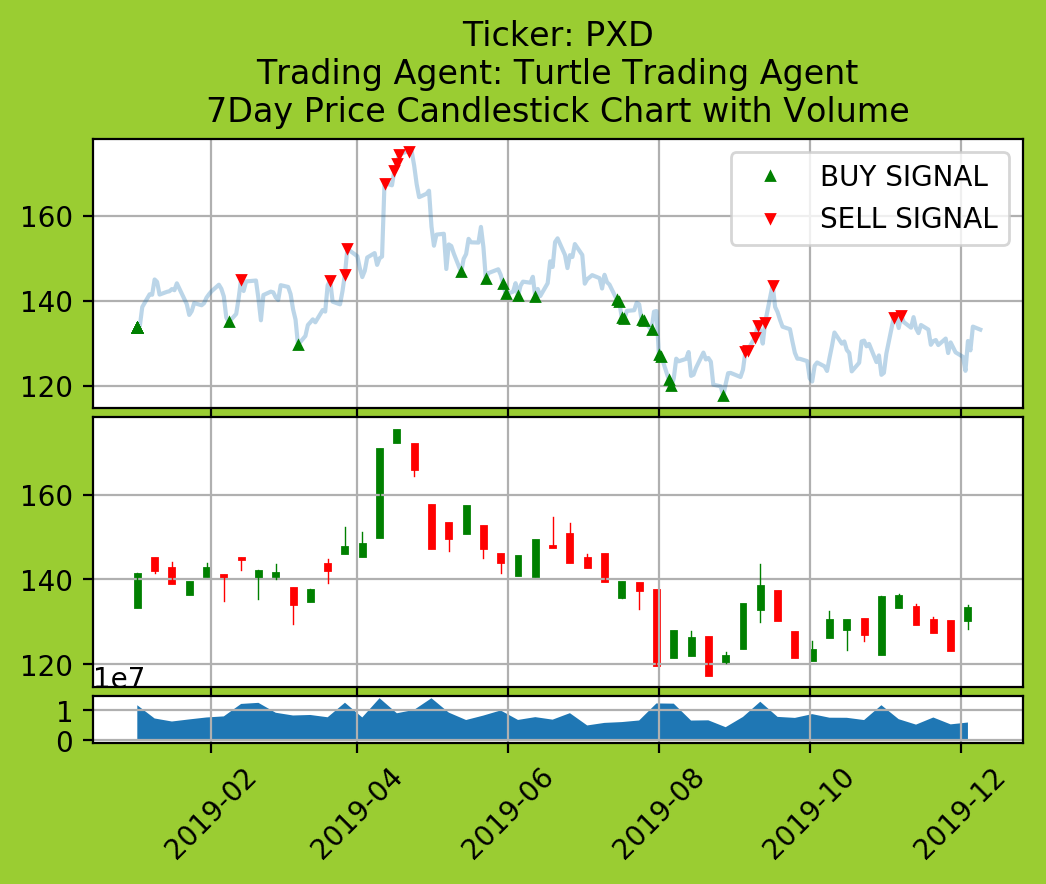 Ticker: PXD
Trading Agent: Turtle Trading Agent
7Day Price Candlestick Chart with Volume
BUY SIGNAL
SELL SIGNAL
160
140
120
160
140
120
1e7
1
0
2019-02
2019-04
2019-06
2019-08
2019-10
2019-12